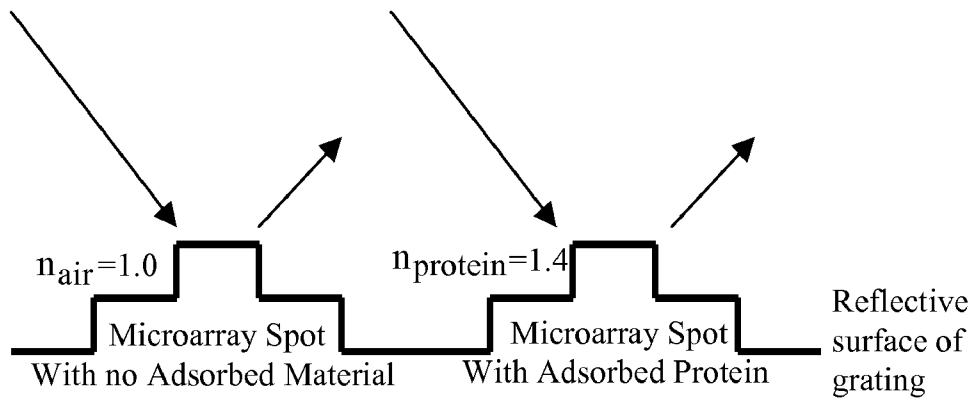 n_air=1.0
Microarray Spot
With no Adsorbed Material
n_protein=1.4
Microarray Spot
With Adsorbed Protein
Reflective
surface of
grating